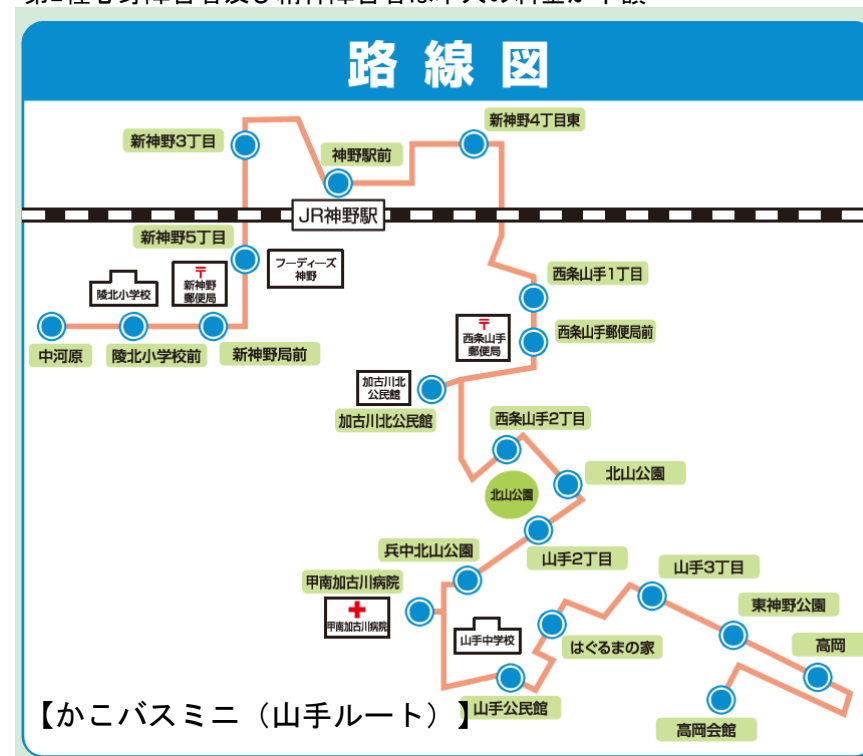 路線図
新神野4丁目東
新神野3丁目
神野駅前
JR神野駅
新神野5丁目
フーディーズ
神野
西条山手1丁目
陵北小学校
〒
新神野
郵便局
〒
西条山手
郵便局
西条山手郵便局前
中河原
陵北小学校前
新神野局前
加古川北
公民館
加古川北公民館
西条山手2丁目
北山公園
北山公園
兵中北山公園
山手2丁目
山手3丁目
甲南加古川病院
甲南加古川病院
東神野公園
山手中学校
はぐるまの家
高岡
山手公民館
高岡会館
【かこバスミニ（山手ルート）】